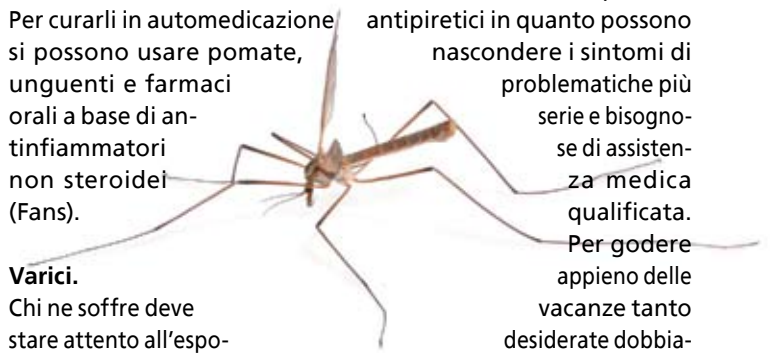 Per curarli in automedicazione
si possono usare pomate,
unguenti e farmaci
orali a base di an-
tinfiammatori
non steroidei
(Fans).
Varici.
Chi ne soffre deve
stare attento all'espo-
antipiretici in quanto possono
nascondere i sintomi di
problematiche più
serie e bisogno-
se di assisten-
za medica
qualificata.
Per godere
appieno delle
vacanze tanto
desiderate dobbia-